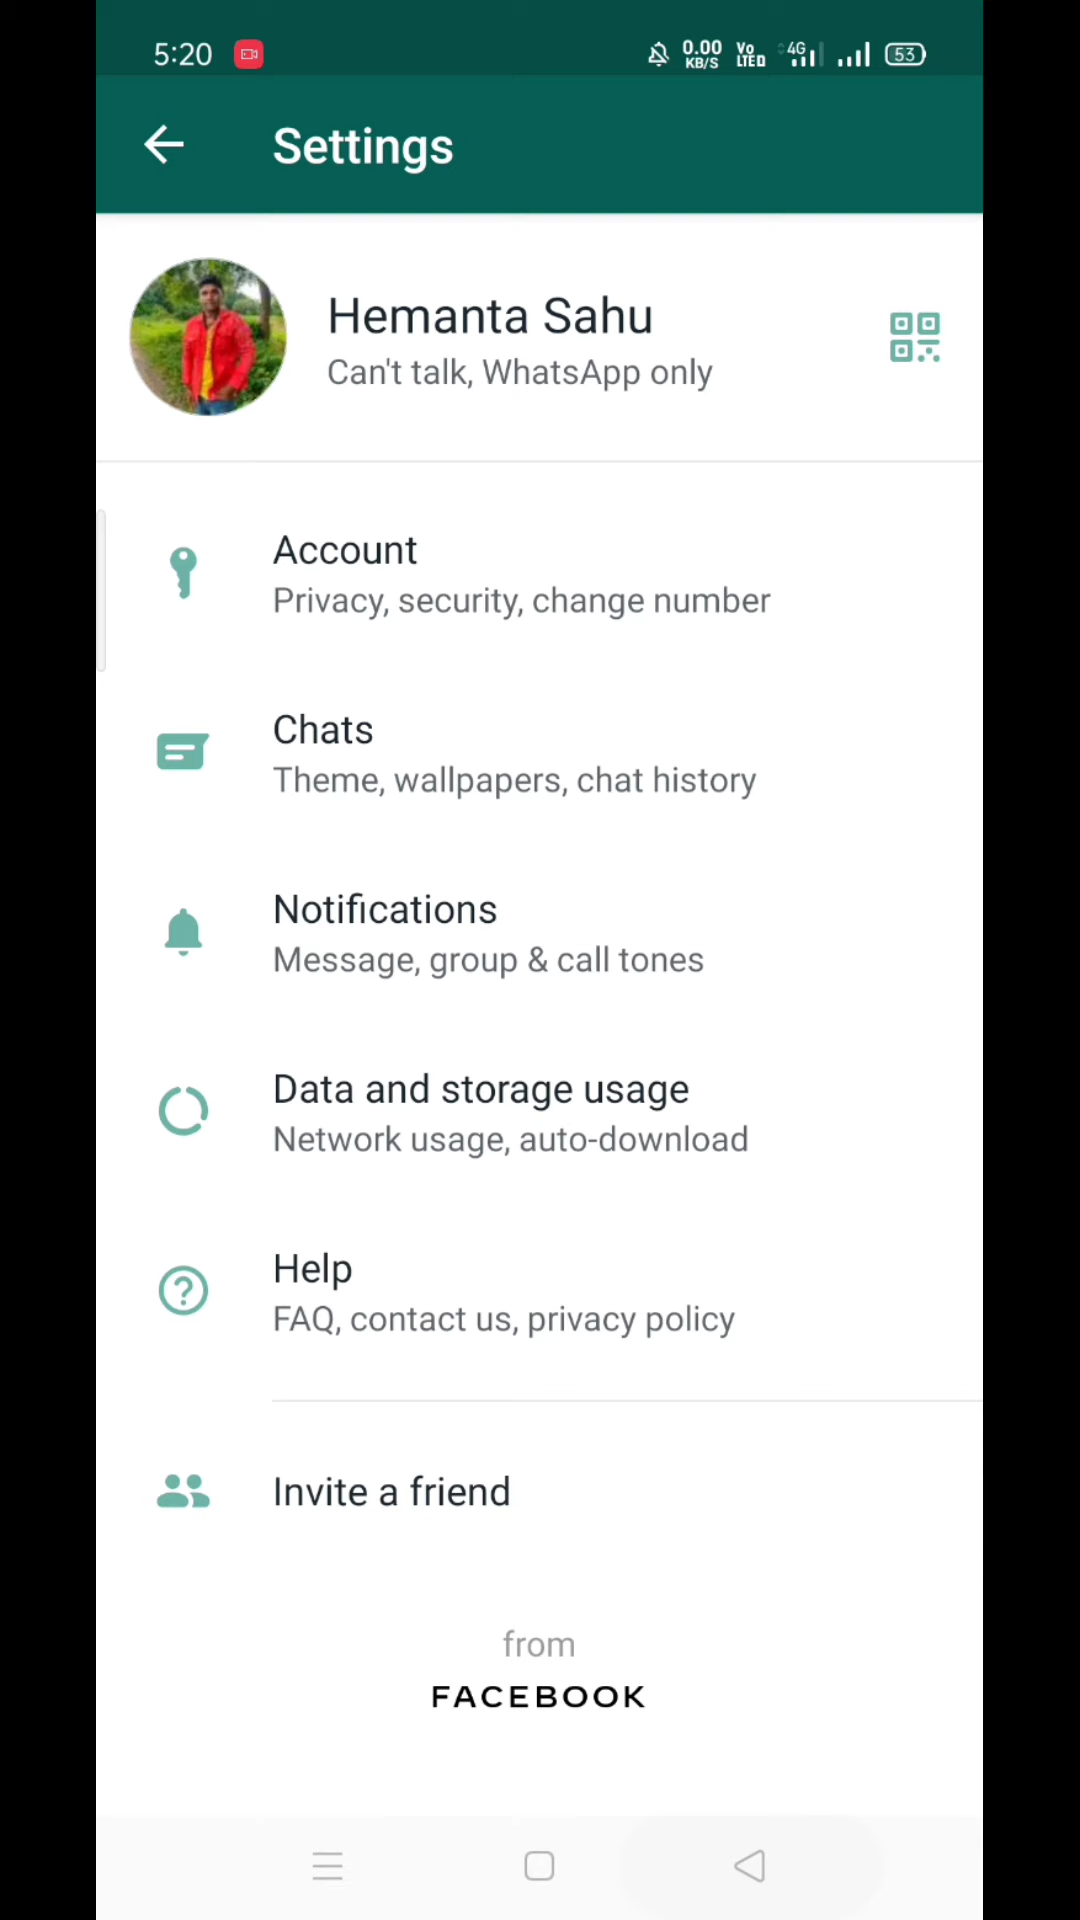 5:20 0.00 KB/S Vo LTED 4G 53
Settings
Hemanta Sahu
Can't talk, WhatsApp only
Account
Privacy, security, change number
Chats
Theme, wallpapers, chat history
Notifications
Message, group & call tones
Data and storage usage
Network usage, auto-download
Help
FAQ, contact us, privacy policy
Invite a friend
from
FACEBOOK